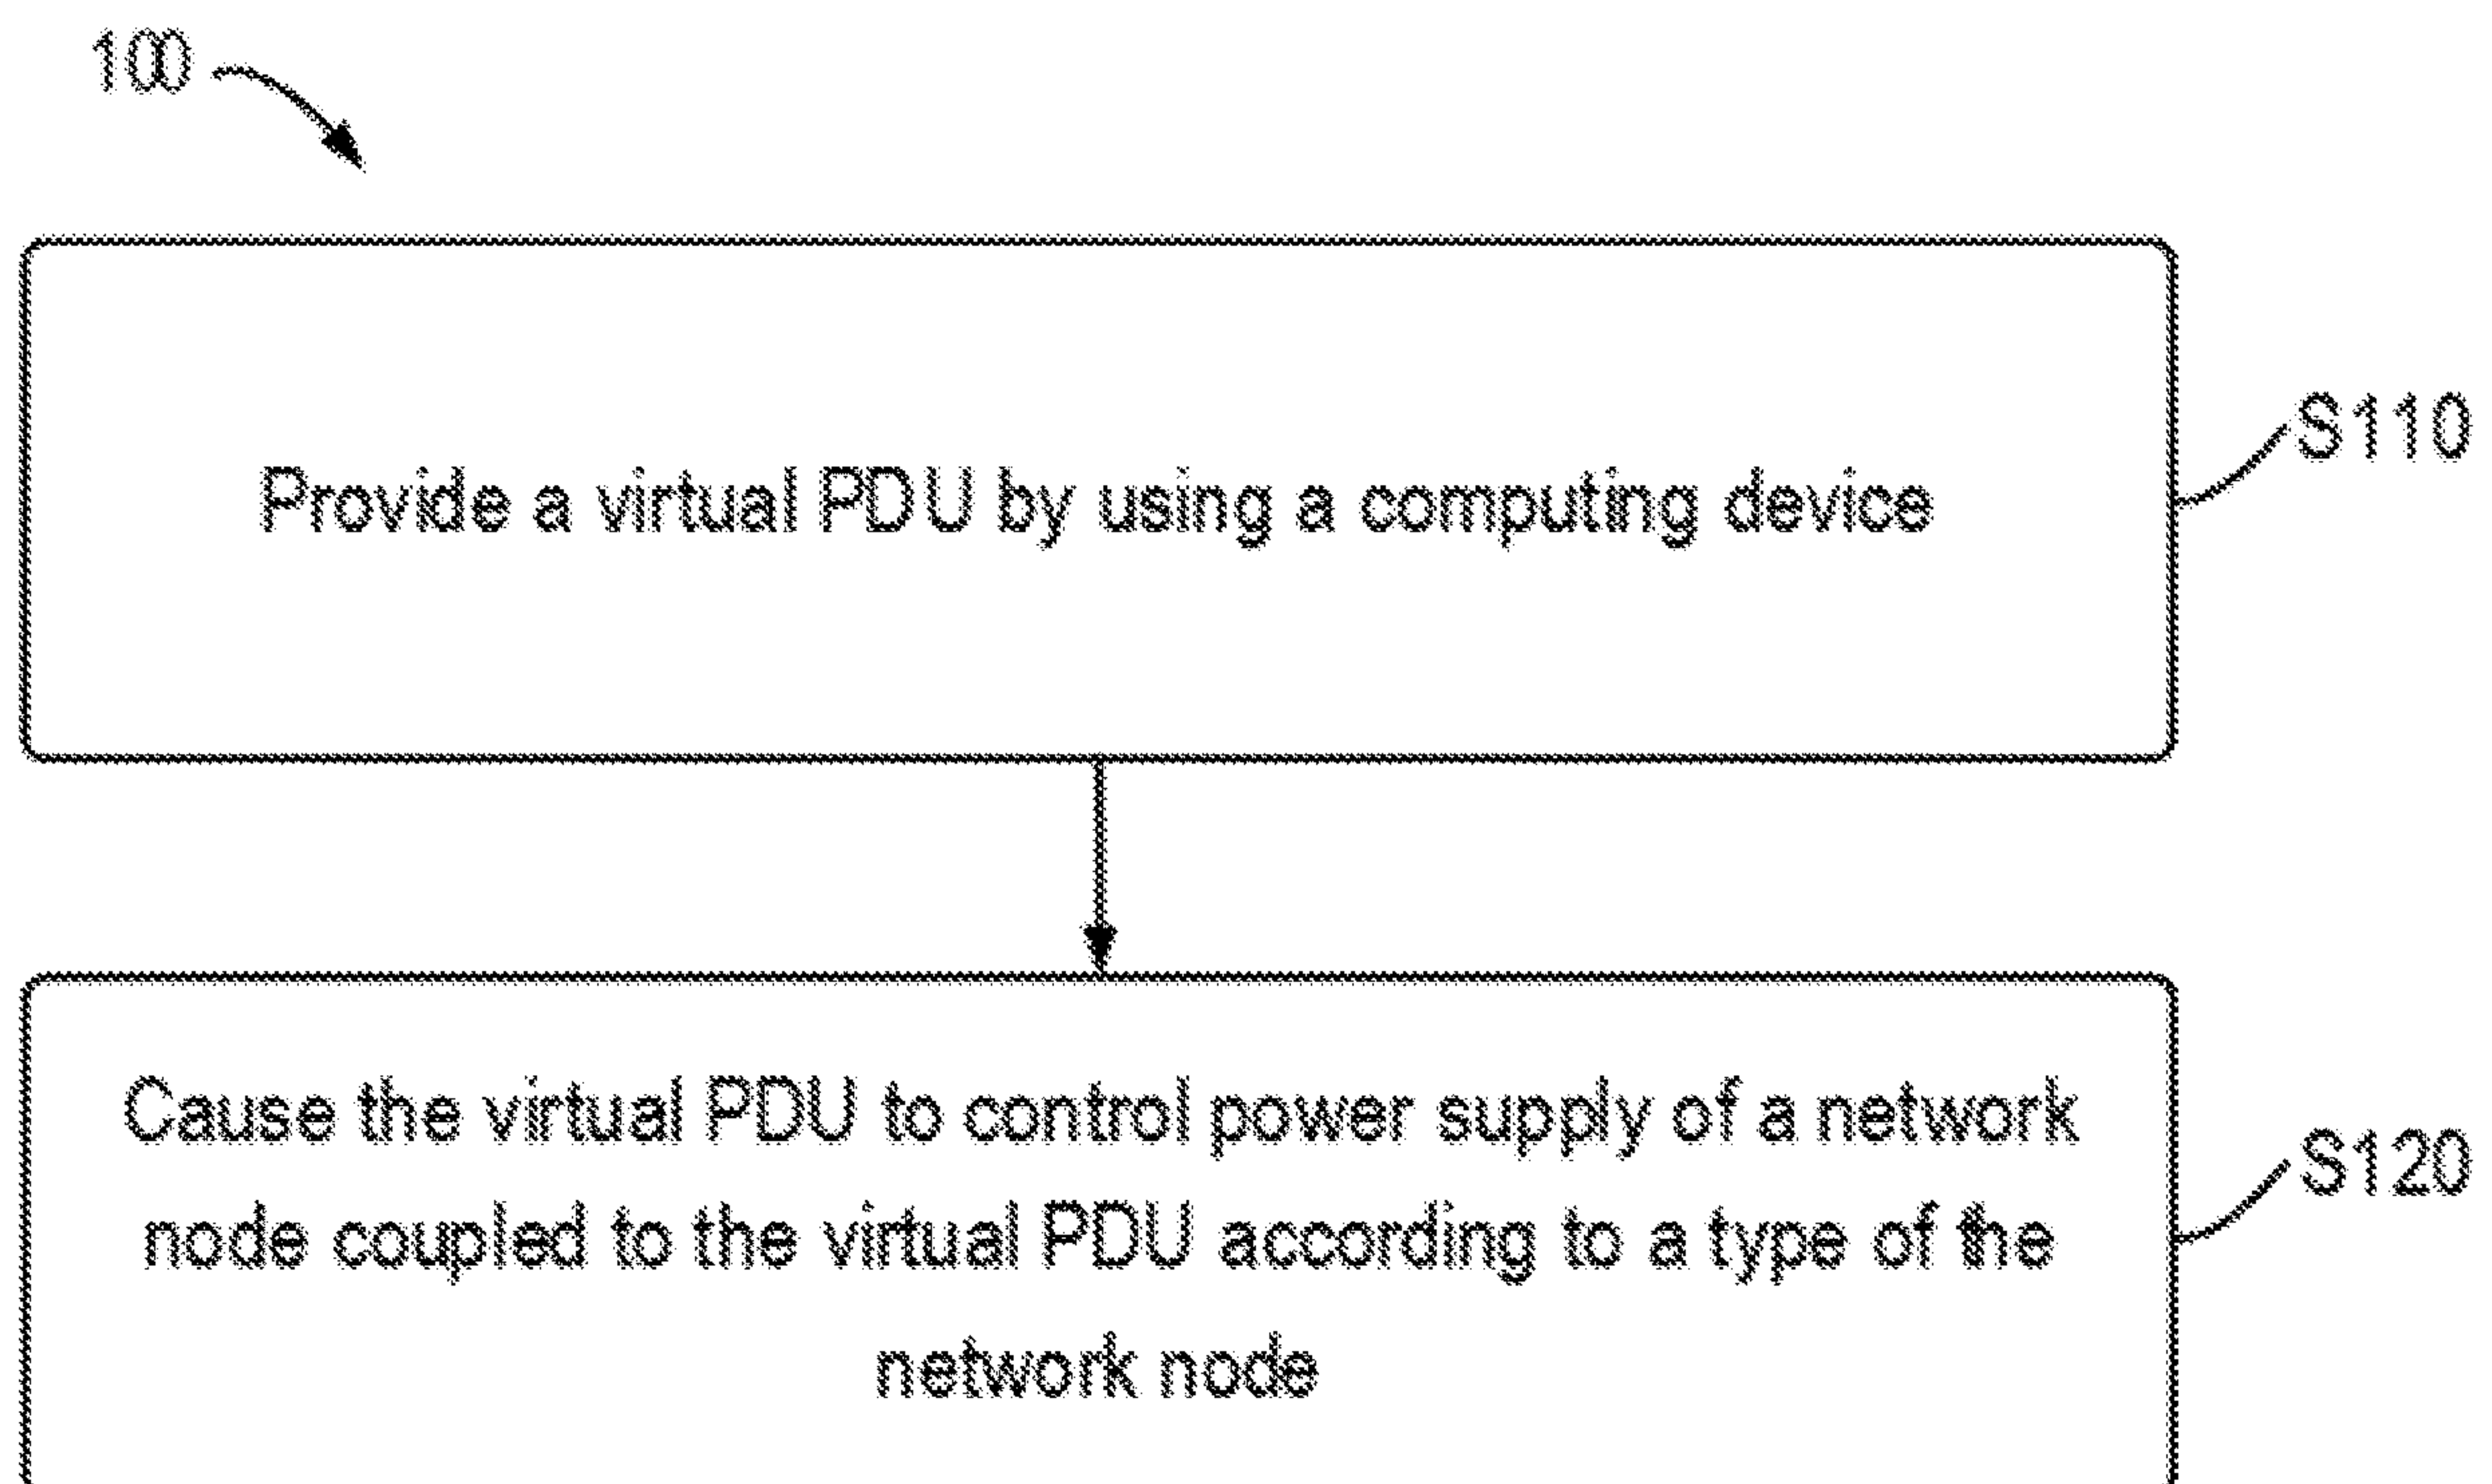 100
Provide a virtual PDU by using a computing device
S110
Cause the virtual PDU to control power supply of a network
node coupled to the virtual PDU according to a type of the
network node
S120